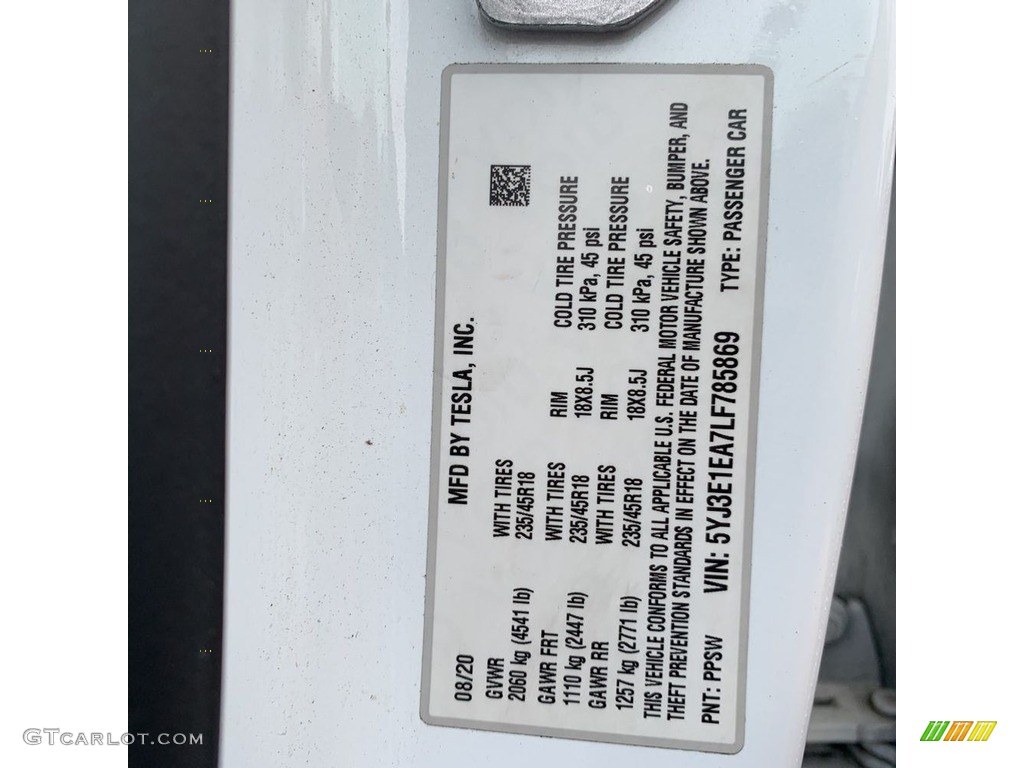 08/20 MFD BY TESLA, INC.
GVWR WITH TIRES RIM COLD TIRE PRESSURE
2060 kg (4541 lb) 235/45R18 18X8.5J 310 kPa, 45 psi
GAWR FRT WITH TIRES RIM COLD TIRE PRESSURE
1110 kg (2447 lb) 235/45R18 18X8.5J 310 kPa, 45 psi
GAWR RR WITH TIRES
1257 kg (2771 lb) 235/45R18
THIS VEHICLE CONFORMS TO ALL APPLICABLE U.S. FEDERAL MOTOR VEHICLE SAFETY, BUMPER, AND
THEFT PREVENTION STANDARDS IN EFFECT ON THE DATE OF MANUFACTURE SHOWN ABOVE.
PNT: PPSW VIN: 5YJ3E1EA7LF785869 TYPE: PASSENGER CAR
GTCARLOT.COM